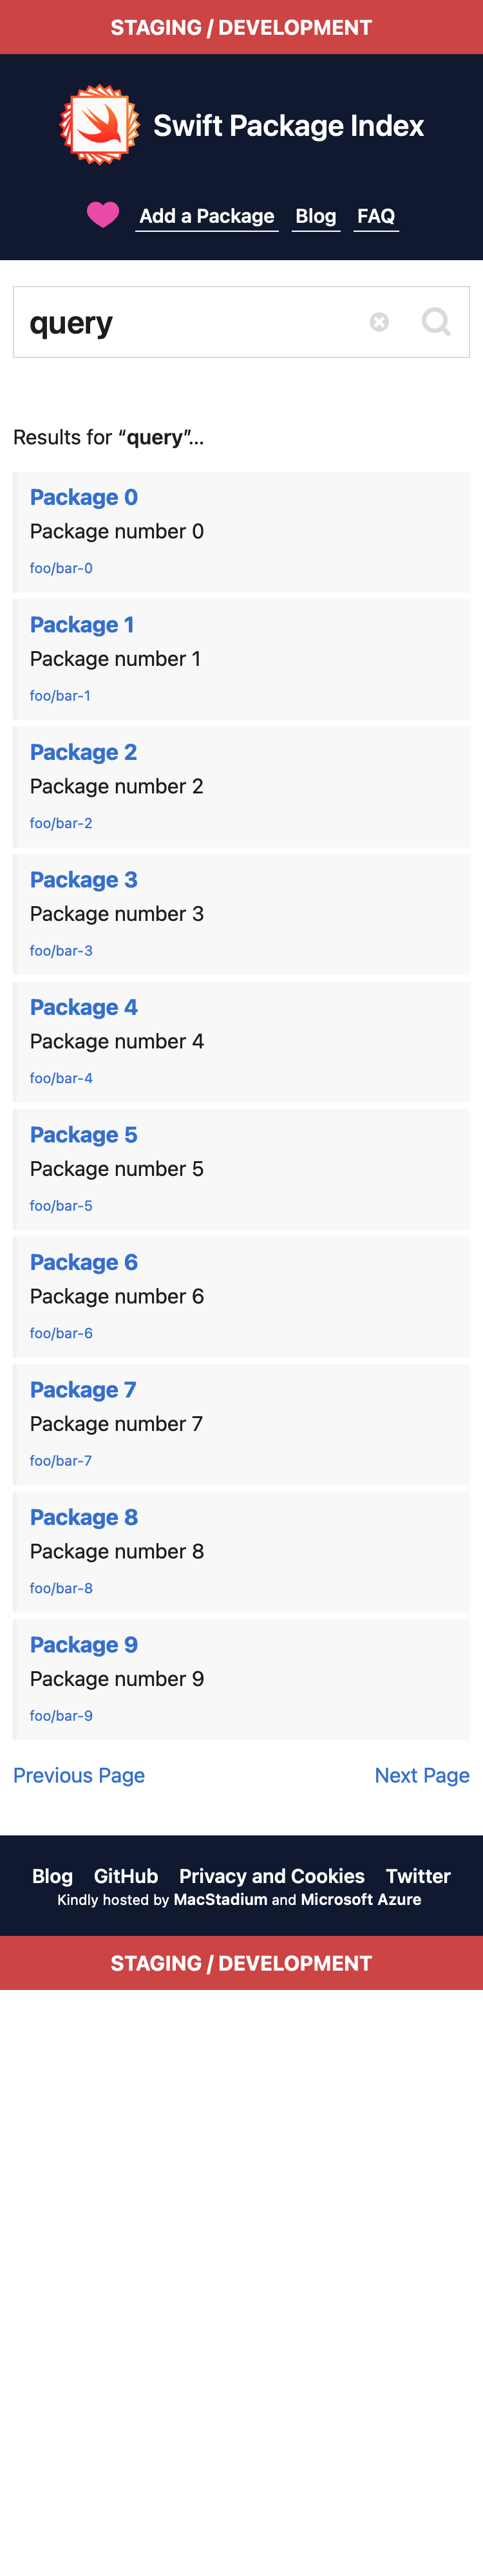 STAGING / DEVELOPMENT
Swift Package Index
Add a Package Blog FAQ
query
Results for “query”...
Package 0
Package number 0
foo/bar-0
Package 1
Package number 1
foo/bar-1
Package 2
Package number 2
foo/bar-2
Package 3
Package number 3
foo/bar-3
Package 4
Package number 4
foo/bar-4
Package 5
Package number 5
foo/bar-5
Package 6
Package number 6
foo/bar-6
Package 7
Package number 7
foo/bar-7
Package 8
Package number 8
foo/bar-8
Package 9
Package number 9
foo/bar-9
Previous Page Next Page
Blog GitHub Privacy and Cookies Twitter
Kindly hosted by MacStadium and Microsoft Azure
STAGING / DEVELOPMENT